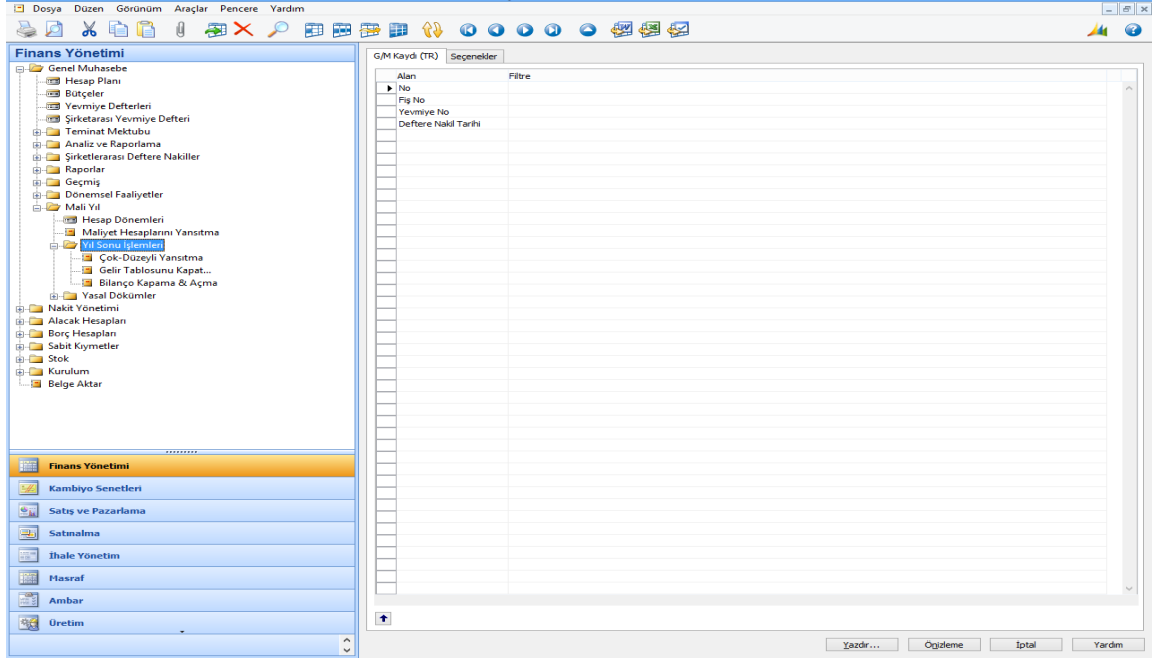 Dosya Düzen Görünüm Araçlar Pencere Yardım
Finans Yönetimi
Genel Muhasebe
Hesap Planı
Bütçeler
Yevmiye Defterleri
Şirketarası Yevmiye Defteri
Teminat Mektubu
Analiz ve Raporlama
Şirketlerarası Deftere Nakiller
Raporlar
Geçmiş
Dönemsel Faaliyetler
Mali Yıl
Hesap Dönemleri
Maliyet Hesaplarını Yansıtma
Yıl Sonu İşlemleri
Çok-Düzeyli Yansıtma
Gelir Tablosunu Kapat...
Bilanço Kapama & Açma
Yasal Dökümler
Nakit Yönetimi
Alacak Hesapları
Borç Hesapları
Sabit Kıymetler
Stok
Kurulum
Belge Aktar
Finans Yönetimi
Kambiyo Senetleri
Satış ve Pazarlama
Satınalma
İhale Yönetim
Masraf
Ambar
Üretim
G/M Kaydı (TR) Seçenekler
Alan Filtre
No
Fiş No
Yevmiye No
Deftere Nakil Tarihi
Yazdır... Önizleme İptal Yardım